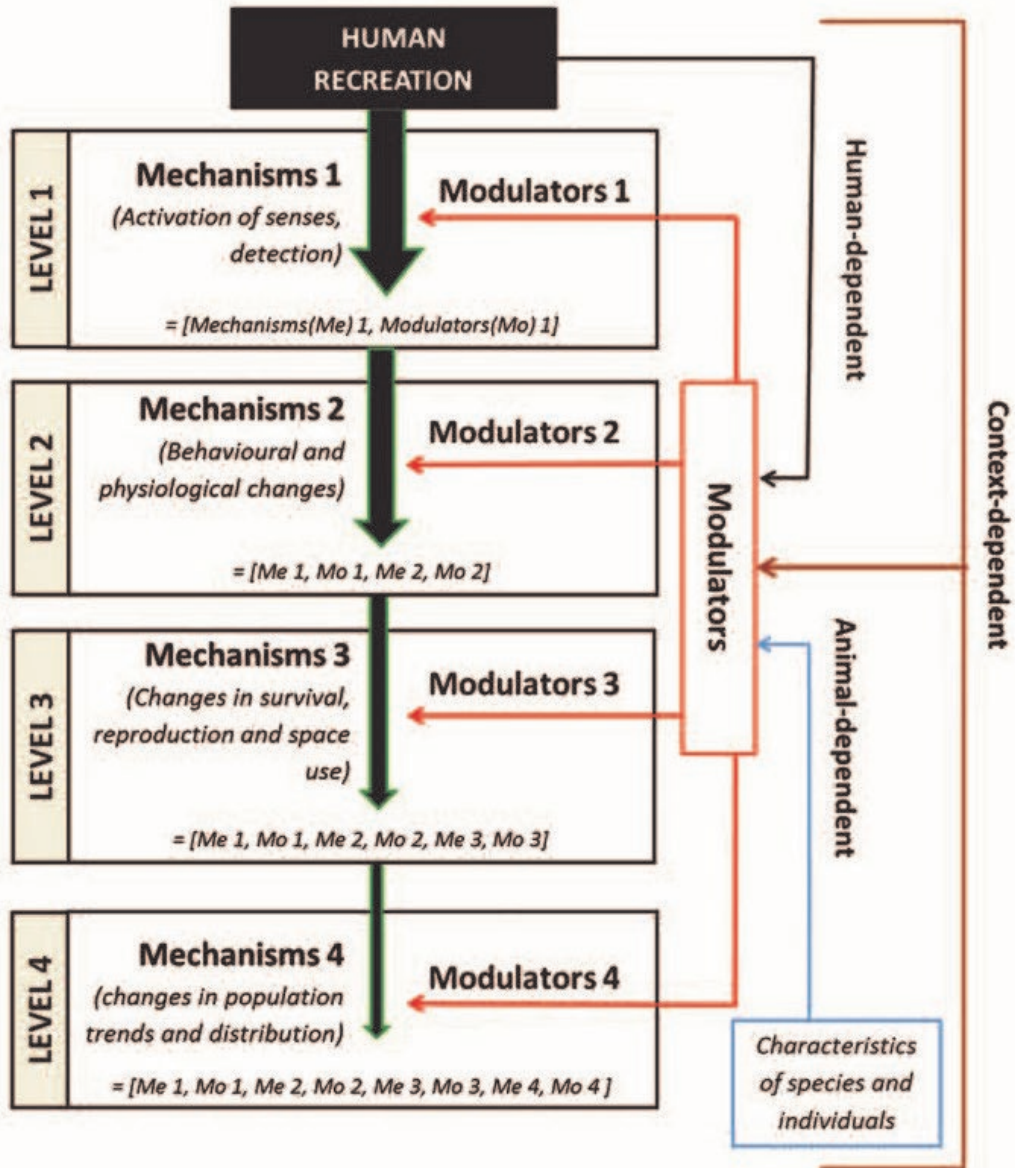 HUMAN
RECREATION
LEVEL 1
Mechanisms 1
(Activation of senses,
detection)
Modulators 1
= [Mechanisms(Me) 1, Modulators(Mo) 1]
LEVEL 2
Mechanisms 2
(Behavioural and
physiological changes)
Modulators 2
= [Me 1, Mo 1, Me 2, Mo 2]
LEVEL 3
Mechanisms 3
(Changes in survival,
reproduction and space
use)
Modulators 3
= [Me 1, Mo 1, Me 2, Mo 2, Me 3, Mo 3]
LEVEL 4
Mechanisms 4
(changes in population
trends and distribution)
Modulators 4
= [Me 1, Mo 1, Me 2, Mo 2, Me 3, Mo 3, Me 4, Mo 4 ]
Modulators
Human-dependent
Animal-dependent
Context-dependent
Characteristics
of species and
individuals